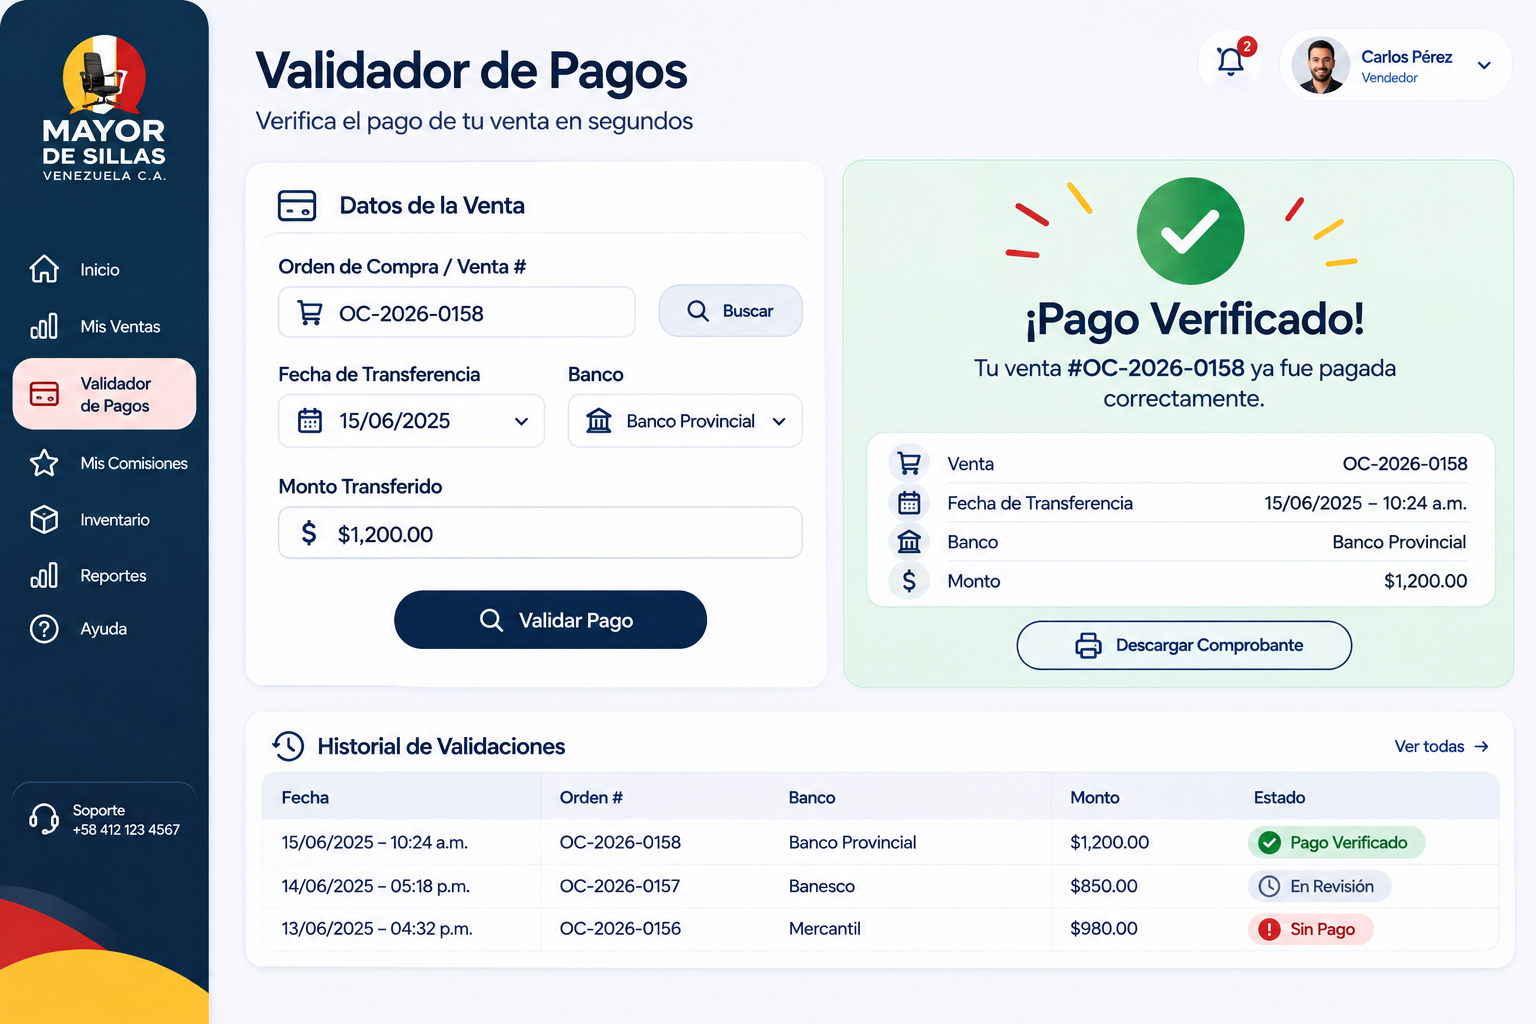 MAYOR
DE SILLAS
VENEZUELA C.A.
Inicio
Mis Ventas
Validador
de Pagos
Mis Comisiones
Inventario
Reportes
Ayuda
Soporte
+58 412 123 4567
Validador de Pagos
Verifica el pago de tu venta en segundos
2
Carlos Pérez
Vendedor
Datos de la Venta
Orden de Compra / Venta #
OC-2026-0158
Buscar
Fecha de Transferencia
Banco
15/06/2025
Banco Provincial
Monto Transferido
$ $1,200.00
Validar Pago
¡Pago Verificado!
Tu venta #OC-2026-0158 ya fue pagada
correctamente.
Venta OC-2026-0158
Fecha de Transferencia 15/06/2025 – 10:24 a.m.
Banco Banco Provincial
$ Monto $1,200.00
Descargar Comprobante
Historial de Validaciones
Ver todas →
Fecha Orden # Banco Monto Estado
15/06/2025 – 10:24 a.m. OC-2026-0158 Banco Provincial $1,200.00 Pago Verificado
14/06/2025 – 05:18 p.m. OC-2026-0157 Banesco $850.00 En Revisión
13/06/2025 – 04:32 p.m. OC-2026-0156 Mercantil $980.00 Sin Pago